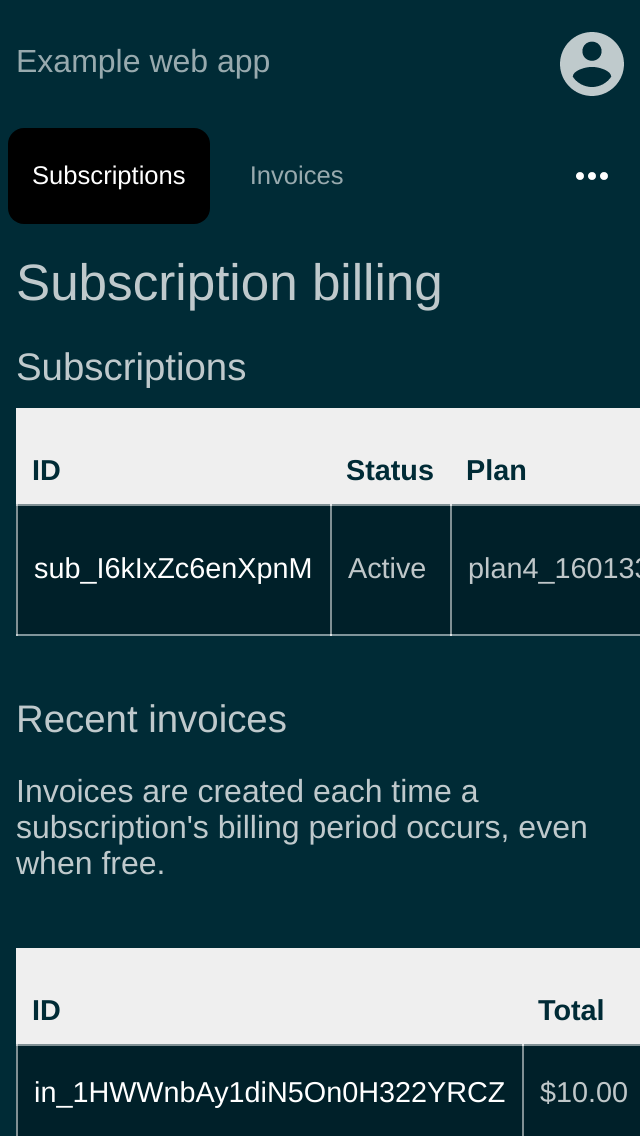 Example web app
Subscriptions Invoices
Subscription billing
Subscriptions
ID Status Plan
sub_I6kIxZc6enXpnM Active plan4_160133
Recent invoices
Invoices are created each time a
subscription's billing period occurs, even
when free.
ID Total
in_1HWWnbAy1diN5On0H322YRCZ $10.00